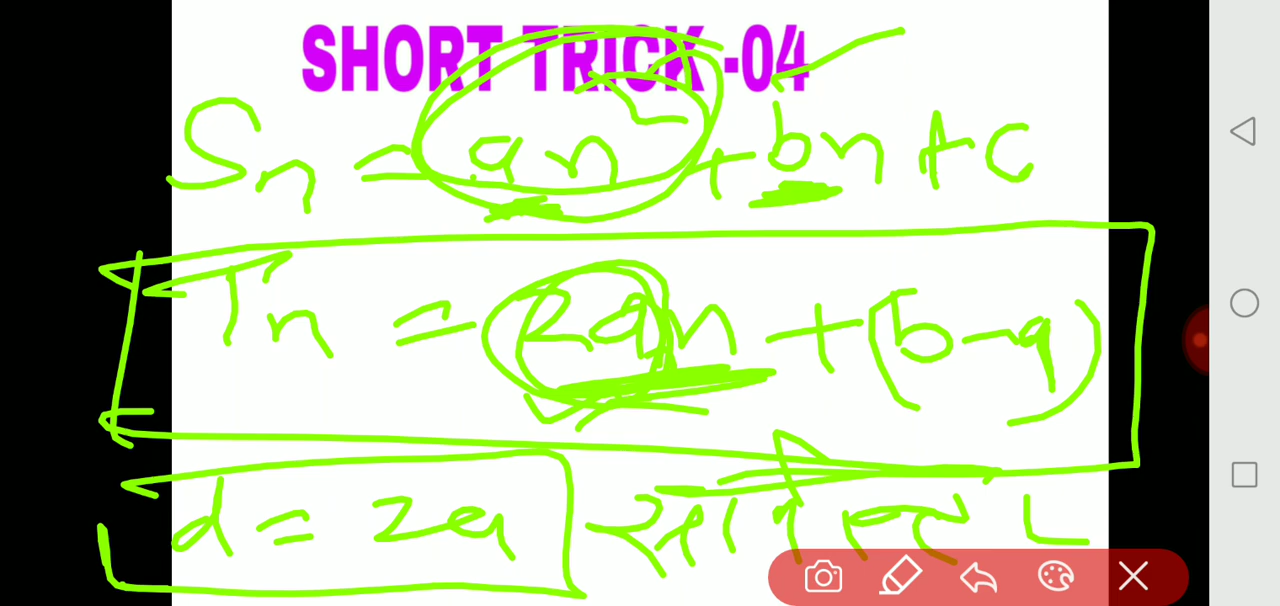 SHORT TRICK -04
Sn = an² + bn + c
Tn = 2an + (b-a)
d = 2a